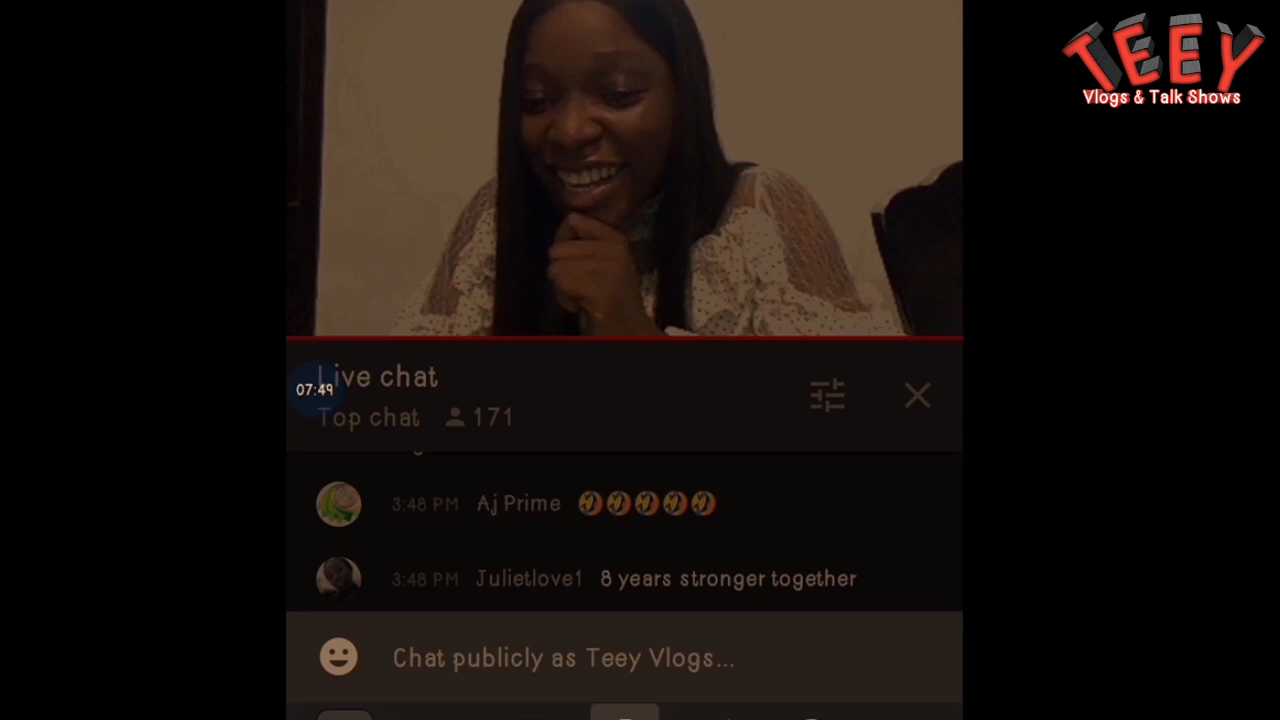 TEEY
Vlogs & Talk Shows
Live chat
07:49
Top chat 171
3:48 PM Aj Prime 🤣🤣🤣🤣🤣
3:48 PM Julietlove1 8 years stronger together
Chat publicly as Teey Vlogs...